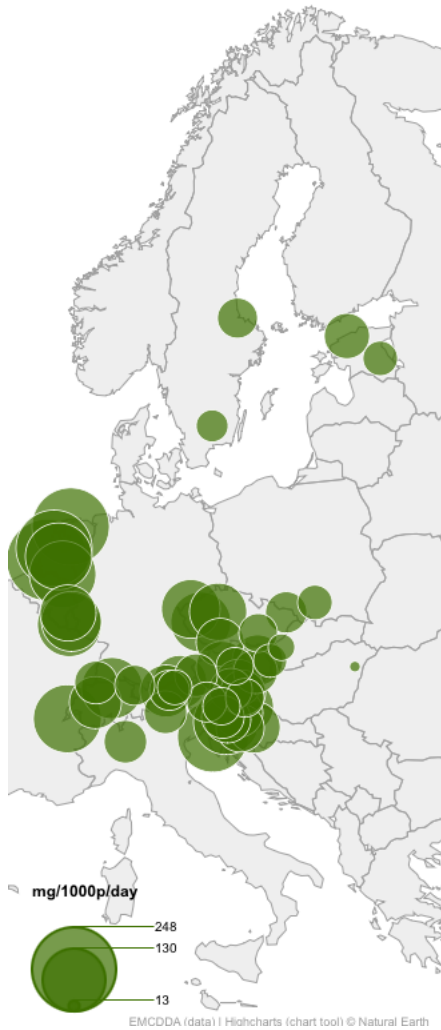 mg/1000p/day
248
130
13
EMCDDA (data) | Highcharts (chart tool) © Natural Earth